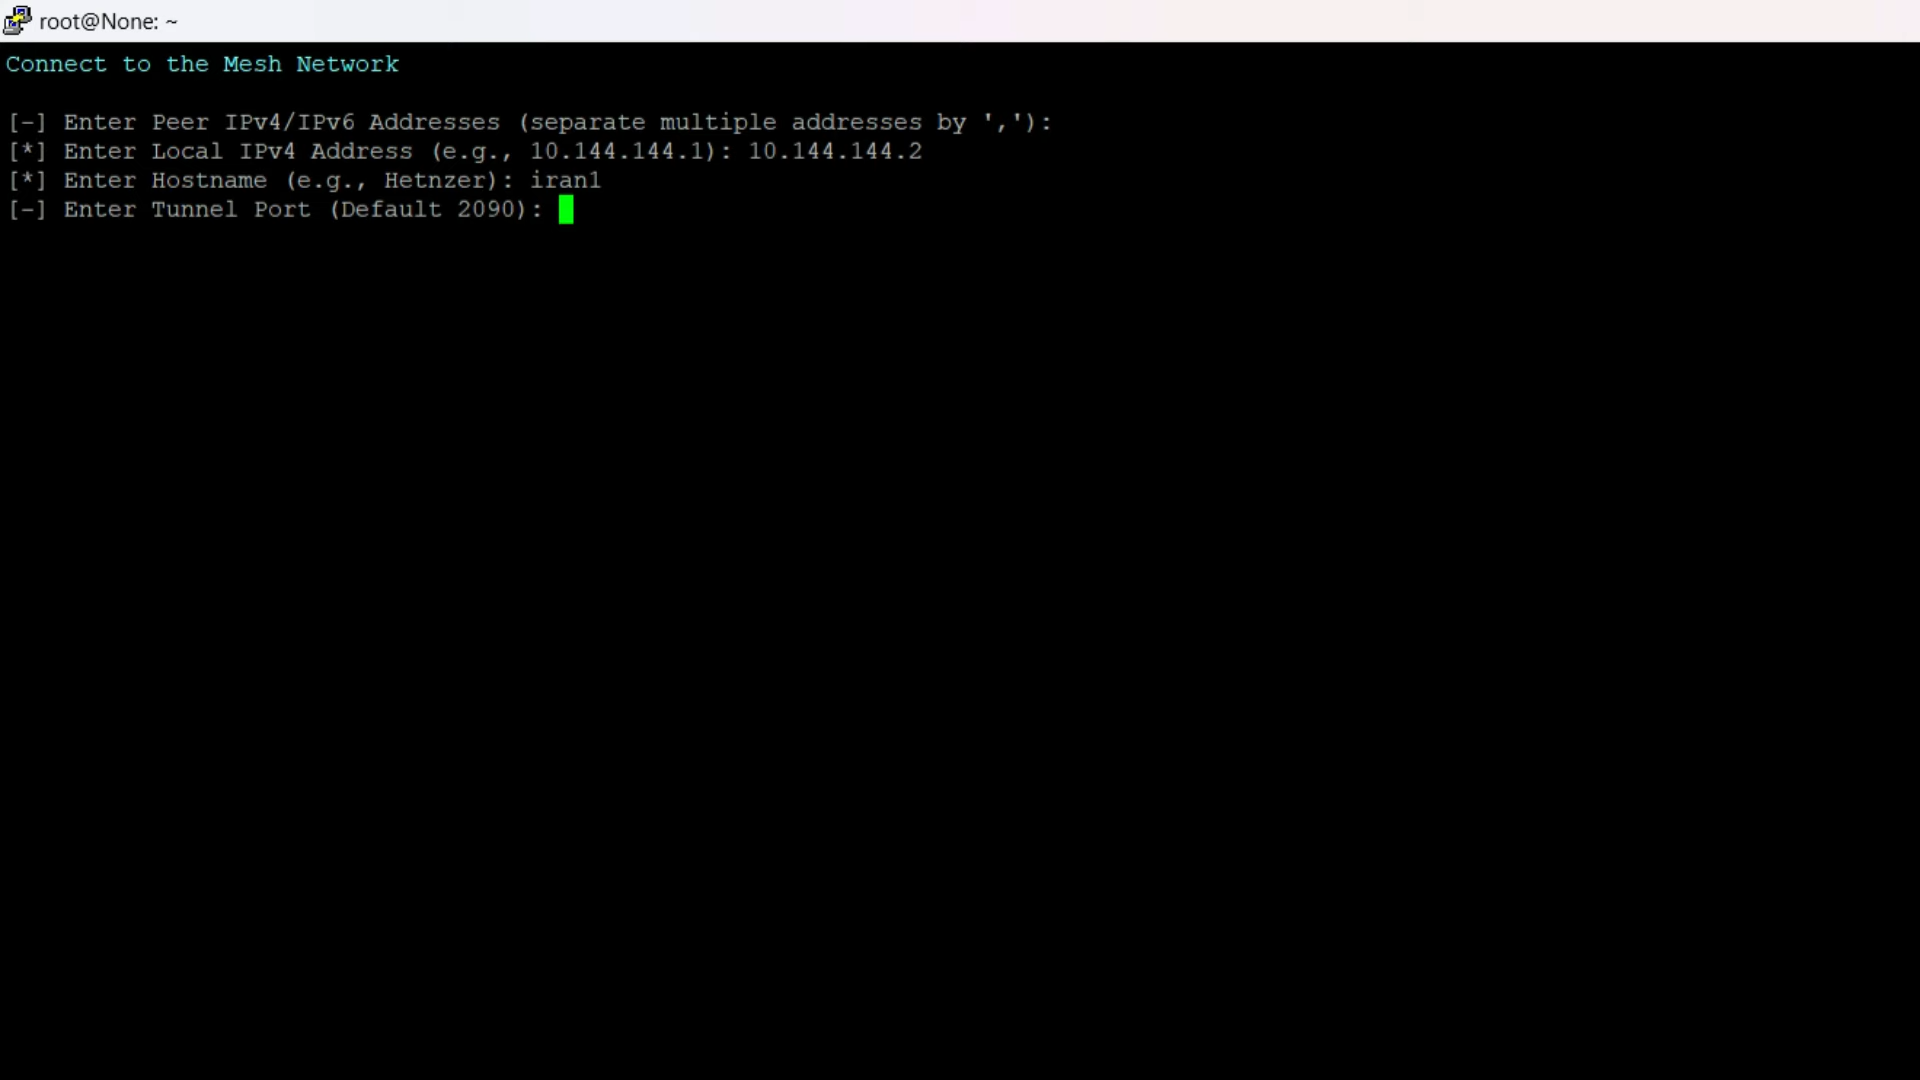 root@None: ~
Connect to the Mesh Network
[-] Enter Peer IPv4/IPv6 Addresses (separate multiple addresses by ','):
[*] Enter Local IPv4 Address (e.g., 10.144.144.1): 10.144.144.2
[*] Enter Hostname (e.g., Hetnzer): iran1
[-] Enter Tunnel Port (Default 2090):